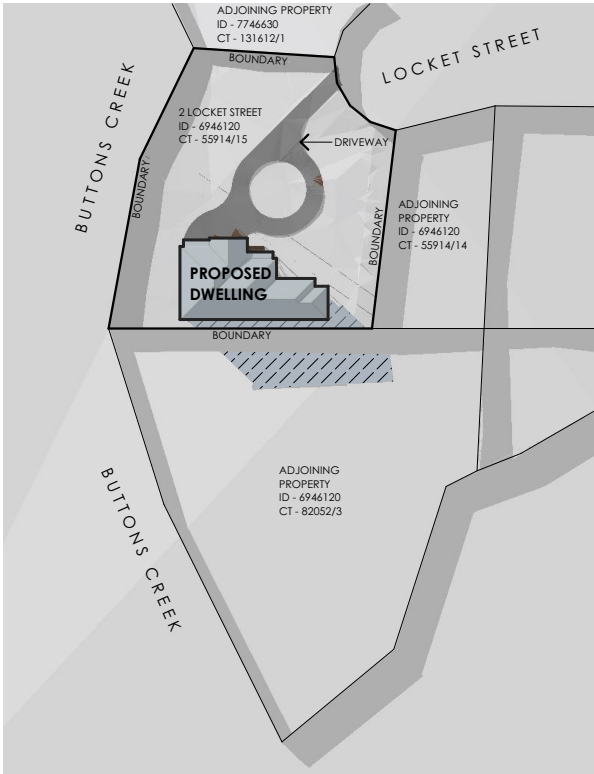 ADJOINING PROPERTY
ID - 7746630
CT - 131612/1
LOCKET STREET
BOUNDARY
BUTTONS CREEK
2 LOCKET STREET
ID - 6946120
CT - 55914/15
DRIVEWAY
BOUNDARY
ADJOINING
PROPERTY
ID - 6946120
CT - 55914/14
BOUNDARY
PROPOSED
DWELLING
BOUNDARY
BUTTONS CREEK
ADJOINING
PROPERTY
ID - 6946120
CT - 82052/3